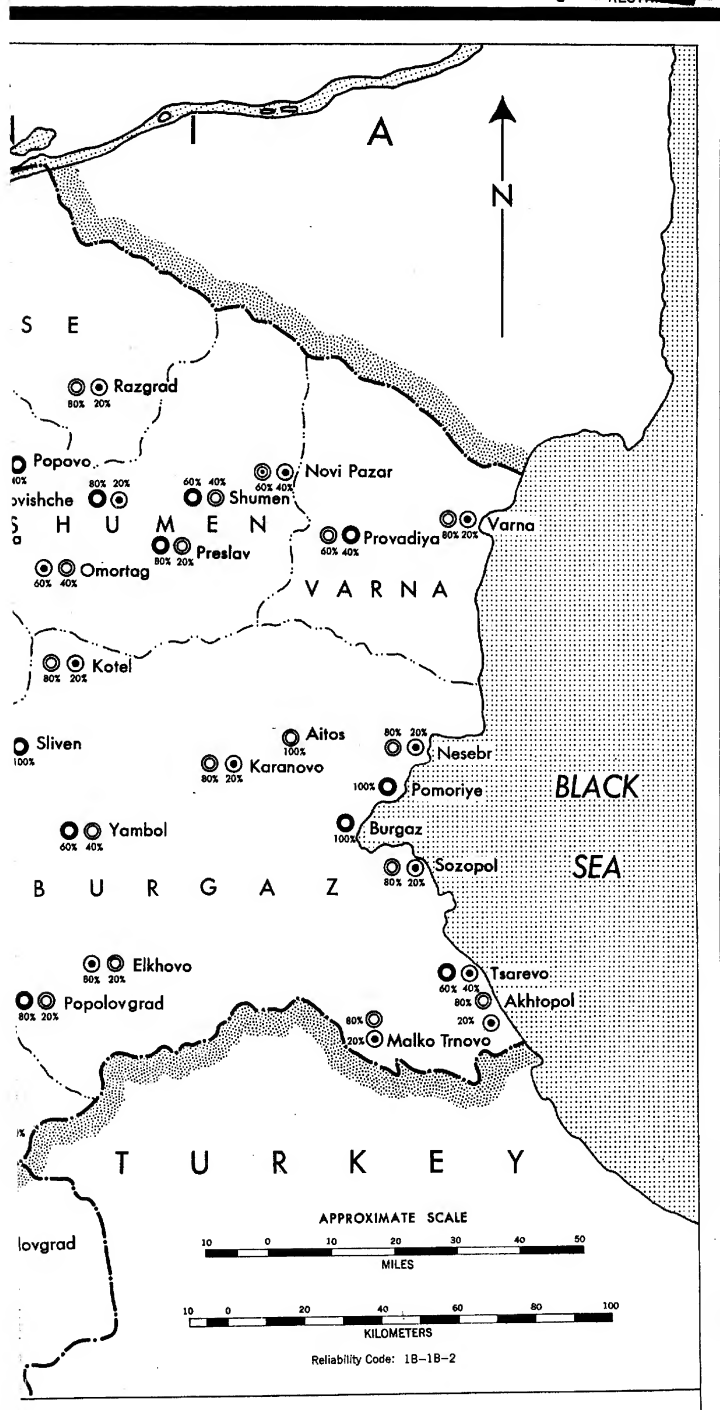 I A
N
S E
Razgrad
80% 20%
Popovo
Novi Pazar
60% 40%
80% 20%
ovishche
60% 40%
Shumen
S H U M E N
a
Varna
80% 20%
Provadiya
60% 40%
Preslav
80% 20%
Omortag
60% 40%
V A R N A
Kotel
80% 20%
Sliven
100%
Aitos
100%
Karanovo
80% 20%
80% 20%
Nesebr
100% Pomoriye
BLACK
SEA
Yambol
60% 40%
Burgaz
100%
Sozopol
80% 20%
B U R G A Z
Elkhovo
80% 20%
Tsarevo
60% 40%
Popolovgrad
80% 20%
80% Akhtopol
20%
80%
20% Malko Trnovo
T U R K E Y
lovgrad
APPROXIMATE SCALE
10 0 10 20 30 40 50
MILES
10 0 20 40 60 80 100
KILOMETERS
Reliability Code: 1B-1B-2